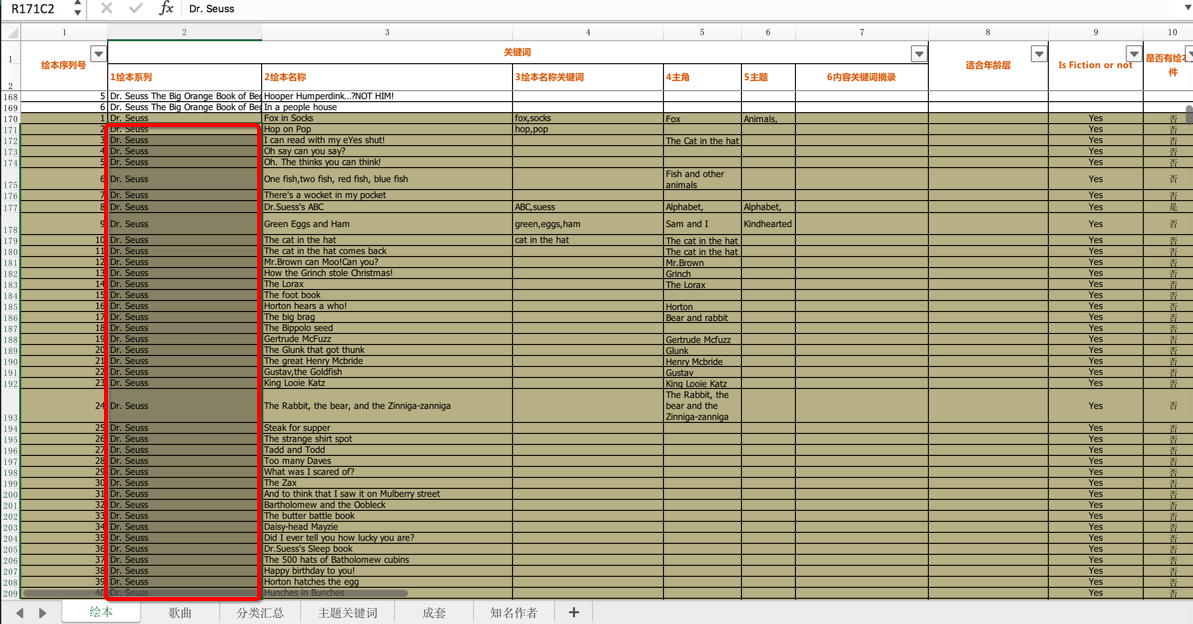 R171C2 fx Dr. Seuss
1 2 3 4 5 6 7 8 9 10
1 绘本序列号 关键词 适合年龄层 Is Fiction or not 是否有绘本 件
2 1绘本系列 2绘本名称 3绘本名称关键词 4主角 5主题 6内容关键词摘录
168 5 Dr. Seuss The Big Orange Book of Beg Hooper Humperdink...?NOT HIM!
169 6 Dr. Seuss The Big Orange Book of Beg In a people house
170 1 Dr. Seuss Fox in Socks fox,socks Fox Animals, Yes 否
171 2 Dr. Seuss Hop on Pop hop,pop Yes 否
172 3 Dr. Seuss I can read with my eYes shut! The Cat in the hat Yes 否
173 4 Dr. Seuss Oh say can you say? Yes 否
174 5 Dr. Seuss Oh. The thinks you can think! Yes 否
175 6 Dr. Seuss One fish,two fish, red fish, blue fish Fish and other animals Yes 否
176 7 Dr. Seuss There's a wocket in my pocket Yes 否
177 8 Dr. Seuss Dr.Suess's ABC ABC,suess Alphabet, Alphabet, Yes 是
178 9 Dr. Seuss Green Eggs and Ham green,eggs,ham Sam and I Kindhearted Yes 否
179 10 Dr. Seuss The cat in the hat cat in the hat The cat in the hat Yes 否
180 11 Dr. Seuss The cat in the hat comes back The cat in the hat Yes 否
181 12 Dr. Seuss Mr.Brown can Moo!Can you? Mr.Brown Yes 否
182 13 Dr. Seuss How the Grinch stole Christmas! Grinch Yes 否
183 14 Dr. Seuss The Lorax The Lorax Yes 否
184 15 Dr. Seuss The foot book Yes 否
185 16 Dr. Seuss Horton hears a who! Horton Yes 否
186 17 Dr. Seuss The big brag Bear and rabbit Yes 否
187 18 Dr. Seuss The Bippolo seed Yes 否
188 19 Dr. Seuss Gertrude McFuzz Gertrude Mcfuzz Yes 否
189 20 Dr. Seuss The Glunk that got thunk Glunk Yes 否
190 21 Dr. Seuss The great Henry Mcbride Henry Mcbride Yes 否
191 22 Dr. Seuss Gustav,the Goldfish Gustav Yes 否
192 23 Dr. Seuss King Looie Katz King Looie Katz Yes 否
193 24 Dr. Seuss The Rabbit, the bear, and the Zinniga-zanniga The Rabbit, the bear and the Zinniga-zanniga Yes 否
194 25 Dr. Seuss Steak for supper Yes 否
195 26 Dr. Seuss The strange shirt spot Yes 否
196 27 Dr. Seuss Tadd and Todd Yes 否
197 28 Dr. Seuss Too many Daves Yes 否
198 29 Dr. Seuss What was I scared of? Yes 否
199 30 Dr. Seuss The Zax Yes 否
200 31 Dr. Seuss And to think that I saw it on Mulberry street Yes 否
201 32 Dr. Seuss Bartholomew and the Oobleck Yes 否
202 33 Dr. Seuss The butter battle book Yes 否
203 34 Dr. Seuss Daisy-head Mayzie Yes 否
204 35 Dr. Seuss Did I ever tell you how lucky you are? Yes 否
205 36 Dr. Seuss Dr.Suess's Sleep book Yes 否
206 37 Dr. Seuss The 500 hats of Batholomew cubins Yes 否
207 38 Dr. Seuss Happy birthday to you! Yes 否
208 39 Dr. Seuss Horton hatches the egg Yes 否
209 40 Dr. Seuss Hunches in Bunches Yes 否
绘本 歌曲 分类汇总 主题关键词 成套 知名作者 +